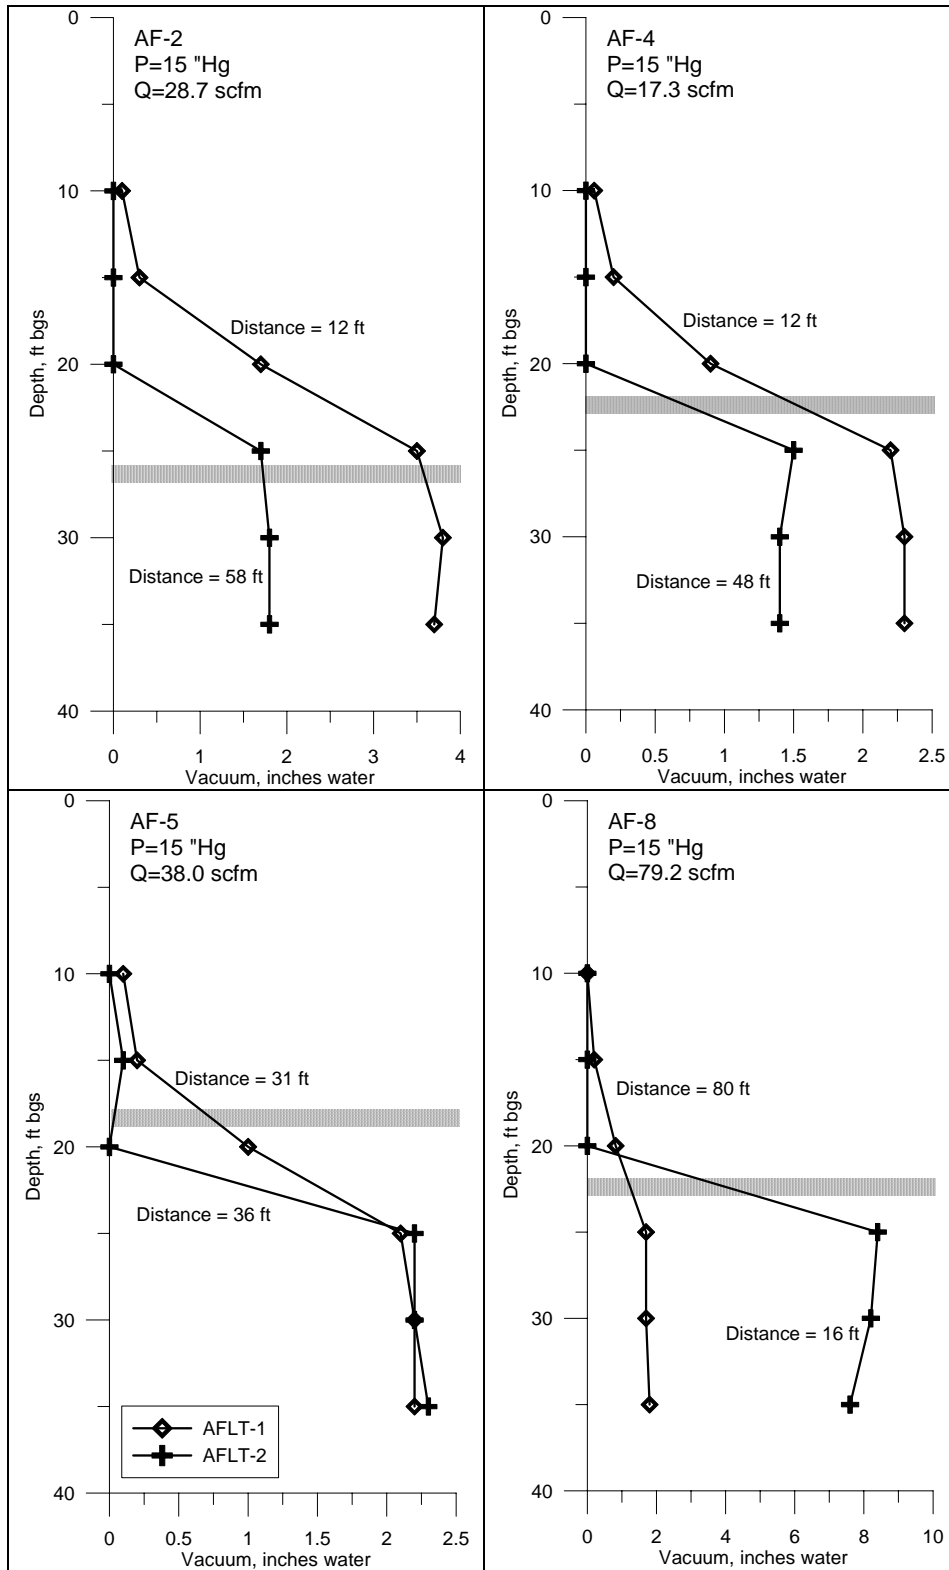 AF-2
P=15 "Hg
Q=28.7 scfm
0
10
20
30
40
Depth, ft bgs
Distance = 12 ft
Distance = 58 ft
0
1
2
3
4
Vacuum, inches water
AF-4
P=15 "Hg
Q=17.3 scfm
0
10
20
30
40
Depth, ft bgs
Distance = 12 ft
Distance = 48 ft
0
0.5
1
1.5
2
2.5
Vacuum, inches water
AF-5
P=15 "Hg
Q=38.0 scfm
0
10
20
30
40
Depth, ft bgs
Distance = 31 ft
Distance = 36 ft
AFLT-1
AFLT-2
0
0.5
1
1.5
2
2.5
Vacuum, inches water
AF-8
P=15 "Hg
Q=79.2 scfm
0
10
20
30
40
Depth, ft bgs
Distance = 80 ft
Distance = 16 ft
0
2
4
6
8
10
Vacuum, inches water